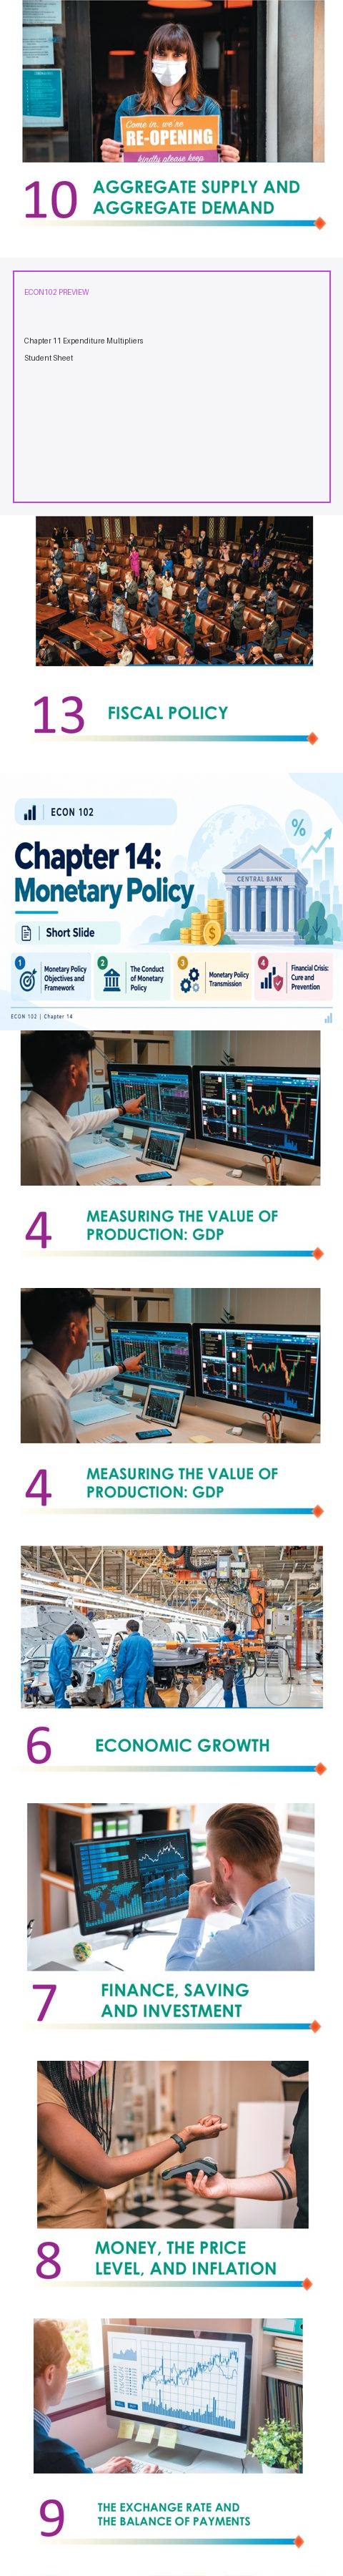 Come in, we're
RE-OPENING
kindly please keep
10
AGGREGATE SUPPLY AND
AGGREGATE DEMAND
ECON102 PREVIEW
Chapter 11 Expenditure Multipliers
Student Sheet
13
FISCAL POLICY
ECON 102
Chapter 14:
Monetary Policy
Short Slide
%
CENTRAL BANK
$
1
Monetary Policy
Objectives and
Framework
2
The Conduct
of Monetary
Policy
3
Monetary Policy
Transmission
4
Financial Crisis:
Cure and
Prevention
ECON 102 | Chapter 14
4
MEASURING THE VALUE OF
PRODUCTION: GDP
4
MEASURING THE VALUE OF
PRODUCTION: GDP
6
ECONOMIC GROWTH
7
FINANCE, SAVING
AND INVESTMENT
8
MONEY, THE PRICE
LEVEL, AND INFLATION
9
THE EXCHANGE RATE AND
THE BALANCE OF PAYMENTS